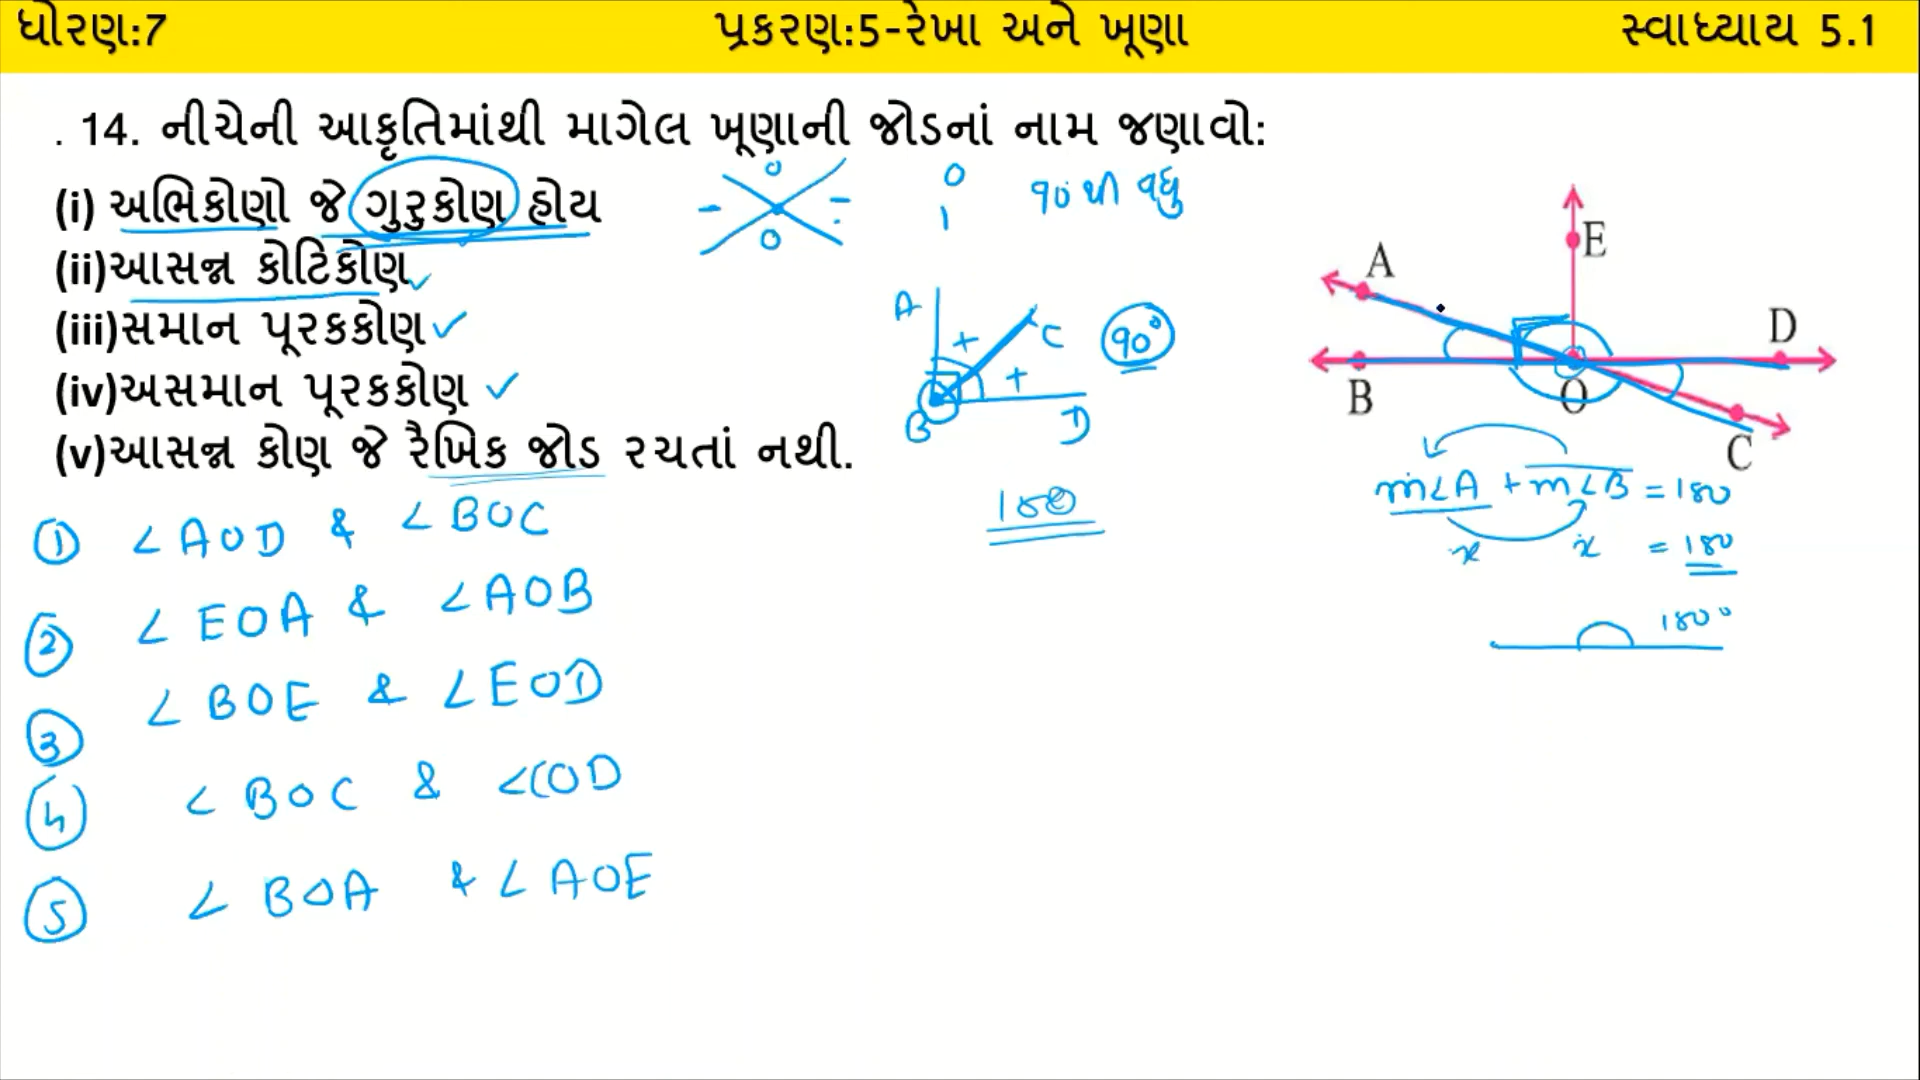 ધોરણ:7 પ્રકરણ:5-રેખા અને ખૂણા સ્વાધ્યાય 5.1
. 14. નીચેની આકૃતિમાંથી માગેલ ખૂણાની જોડનાં નામ જણાવો:
(i) અભિકોણો જે ગુરુકોણ હોય
(ii)આસન્ન કોટિકોણ
(iii)સમાન પૂરકકોણ
(iv)અસમાન પૂરકકોણ
(v)આસન્ન કોણ જે રૈખિક જોડ રચતાં નથી.
① ∠AOD & ∠BOC
② ∠EOA & ∠AOB
③ ∠BOE & ∠EOD
④ ∠BOC & ∠COD
⑤ ∠BOA & ∠AOE
૧૦ થી વધુ
A
C
90°
B
D
180
E
A
D
B
O
C
m∠A + m∠B = 180
x x = 180
180°